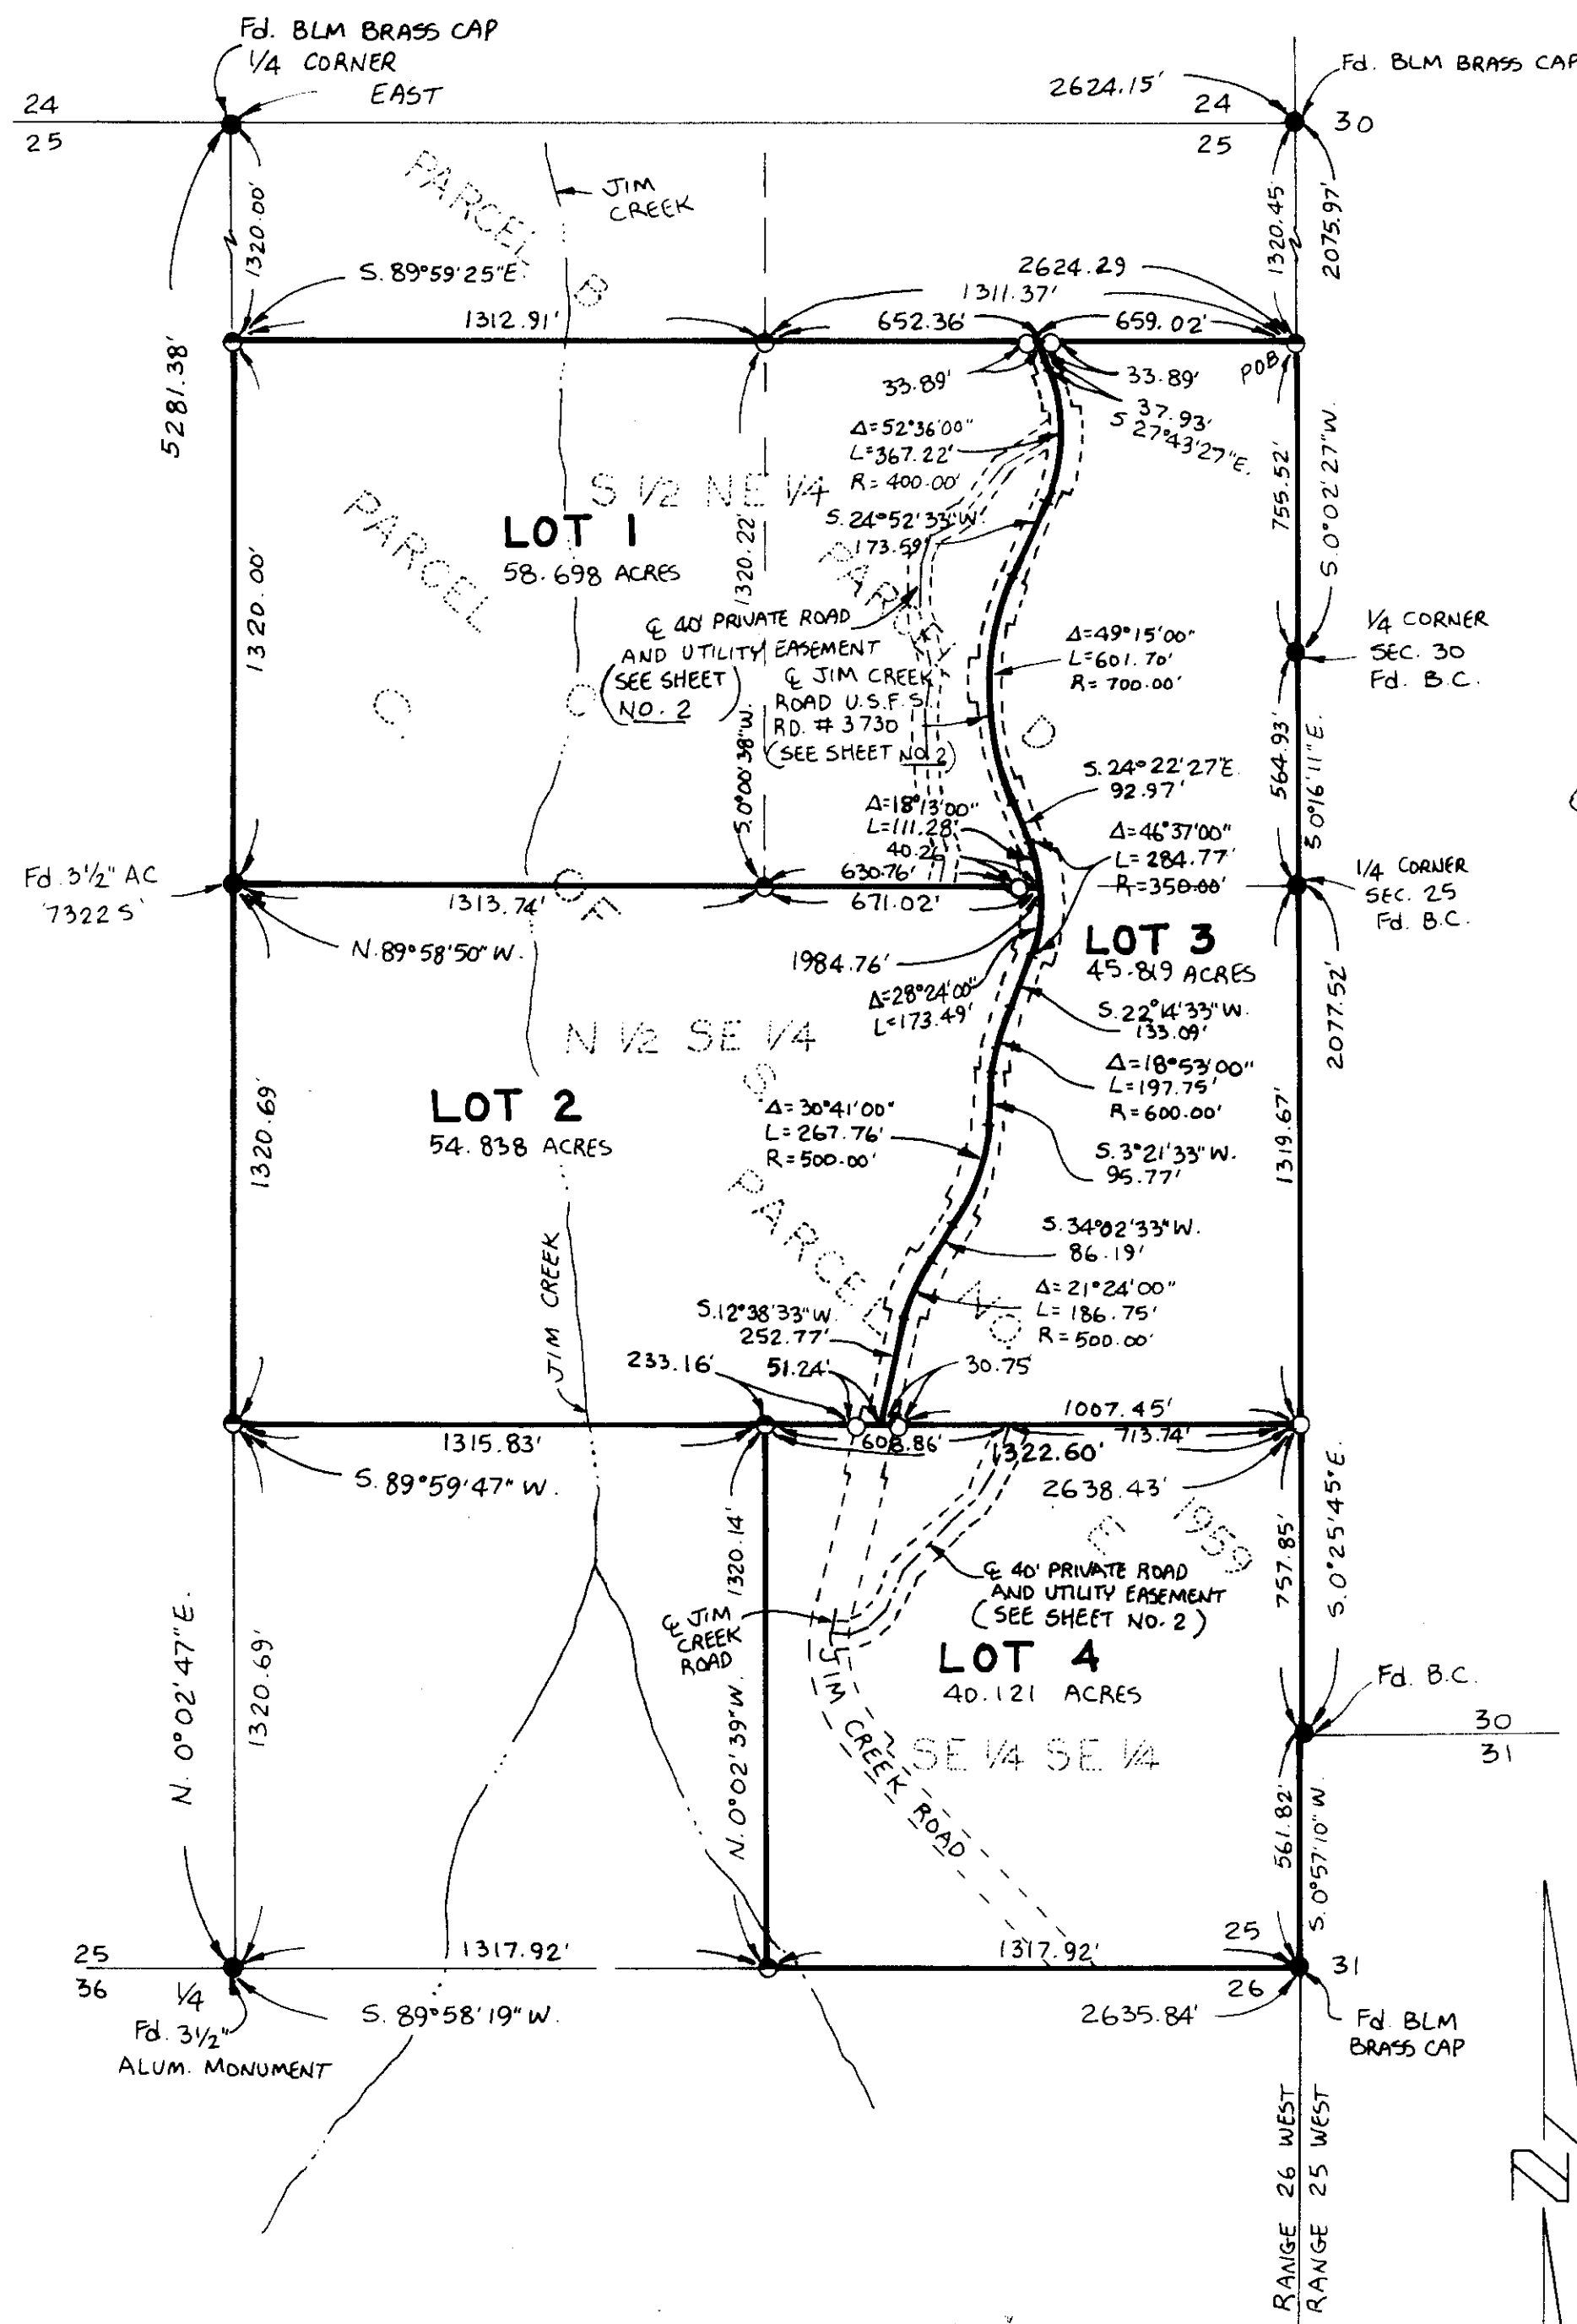 Fd. BLM BRASS CAP
1/4 CORNER
EAST
2624.15'
Fd. BLM BRASS CAP
24
25
24
25
30
PARCEL B
JIM
CREEK
1320.00'
1320.45'
2075.97'
5281.38'
S. 89°59'25"E.
2624.29
1311.37'
1312.91'
652.36'
659.02'
POB
33.89'
33.89'
37.93'
S 27°43'27"E.
Δ=52°36'00"
L=367.22'
R=400.00'
755.52'
S.0°02'27"W.
S 1/2 NE 1/4
LOT 1
58.698 ACRES
PARCEL C.
S.24°52'33"W.
173.59'
1320.00'
1320.22'
S.0°00'38"W.
PARCEL D
℄ 40' PRIVATE ROAD
AND UTILITY EASEMENT
(SEE SHEET
NO. 2)
℄ JIM CREEK
ROAD U.S.F.S.
RD. # 3730
(SEE SHEET NO. 2)
Δ=49°15'00"
L=601.70'
R=700.00'
1/4 CORNER
SEC. 30
Fd. B.C.
564.93'
S 0°16'11"E.
S.24°22'27"E.
92.97'
Δ=18°13'00"
L=111.28'
40.26
630.76'
Δ=46°37'00"
L=284.77'
R=350.00'
Fd. 3 1/2" AC
7322 S
1313.74'
671.02'
1/4 CORNER
SEC. 25
Fd. B.C.
C OF S. NO. 1959
N.89°58'50"W.
1984.76'
LOT 3
45.819 ACRES
Δ=28°24'00"
L=173.49'
S.22°14'33"W.
133.09'
2077.52'
N 1/2 SE 1/4
LOT 2
54.838 ACRES
1320.69'
Δ=18°53'00"
L=197.75'
R=600.00'
Δ=30°41'00"
L=267.76'
R=500.00'
S.3°21'33"W.
95.77'
1319.67'
PARCEL E
S.34°02'33"W.
86.19'
JIM CREEK
Δ=21°24'00"
L=186.75'
R=500.00'
S.12°38'33"W.
252.77'
233.16'
51.24'
30.75'
1315.83'
608.86'
1007.45'
713.74'
1322.60'
S.89°59'47"W.
2638.43'
1320.14'
N.0°02'39"W.
757.85'
S.0°25'45"E.
℄ 40' PRIVATE ROAD
AND UTILITY EASEMENT
(SEE SHEET NO. 2)
℄ JIM
CREEK
ROAD
LOT 4
40.121 ACRES
N. 0°02'47"E.
1320.69'
JIM CREEK ROAD
SE 1/4 SE 1/4
Fd. B.C.
30
31
561.82'
S.0°57'10"W.
25
36
1317.92'
1317.92'
25
26
31
1/4
Fd. 3 1/2"
ALUM. MONUMENT
S. 89°58'19"W.
2635.84'
Fd. BLM
BRASS CAP
RANGE 26 WEST
RANGE 25 WEST
N